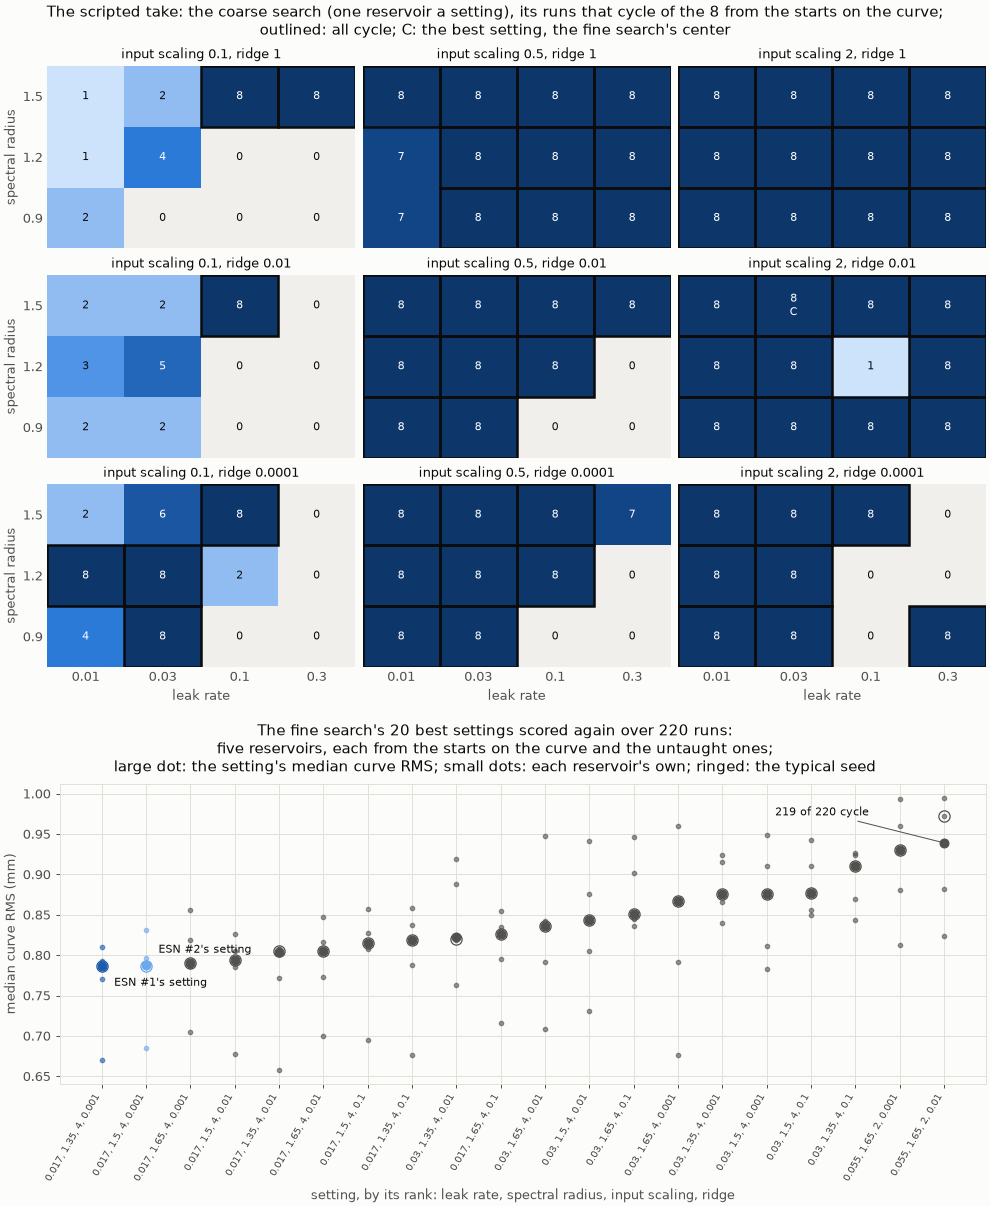 The scripted take: the coarse search (one reservoir a setting), its runs that cycle of the 8 from the starts on the curve;
outlined: all cycle; C: the best setting, the fine search's center
input scaling 0.1, ridge 1
input scaling 0.5, ridge 1
input scaling 2, ridge 1
spectral radius
1.5
1 2 8 8
8 8 8 8
8 8 8 8
1.2
1 4 0 0
7 8 8 8
8 8 8 8
0.9
2 0 0 0
7 8 8 8
8 8 8 8
input scaling 0.1, ridge 0.01
input scaling 0.5, ridge 0.01
input scaling 2, ridge 0.01
spectral radius
1.5
2 2 8 0
8 8 8 8
8 8 8 8
C
1.2
3 5 0 0
8 8 8 0
8 8 1 8
0.9
2 2 0 0
8 8 0 0
8 8 8 8
input scaling 0.1, ridge 0.0001
input scaling 0.5, ridge 0.0001
input scaling 2, ridge 0.0001
spectral radius
1.5
2 6 8 0
8 8 8 7
8 8 8 0
1.2
8 8 2 0
8 8 8 0
8 8 0 0
0.9
4 8 0 0
8 8 0 0
8 8 0 8
0.01 0.03 0.1 0.3
0.01 0.03 0.1 0.3
0.01 0.03 0.1 0.3
leak rate
leak rate
leak rate
The fine search's 20 best settings scored again over 220 runs:
five reservoirs, each from the starts on the curve and the untaught ones;
large dot: the setting's median curve RMS; small dots: each reservoir's own; ringed: the typical seed
median curve RMS (mm)
1.00
0.95
0.90
0.85
0.80
0.75
0.70
0.65
219 of 220 cycle
ESN #2's setting
ESN #1's setting
0.017, 1.35, 4, 0.001
0.017, 1.5, 4, 0.001
0.017, 1.65, 4, 0.001
0.017, 1.5, 4, 0.01
0.017, 1.35, 4, 0.01
0.017, 1.65, 4, 0.01
0.017, 1.5, 4, 0.1
0.017, 1.35, 4, 0.1
0.03, 1.35, 4, 0.01
0.017, 1.65, 4, 0.1
0.03, 1.65, 4, 0.01
0.03, 1.5, 4, 0.01
0.03, 1.65, 4, 0.1
0.03, 1.65, 4, 0.001
0.03, 1.35, 4, 0.001
0.03, 1.5, 4, 0.001
0.03, 1.5, 4, 0.1
0.03, 1.35, 4, 0.1
0.055, 1.65, 2, 0.001
0.055, 1.65, 2, 0.01
setting, by its rank: leak rate, spectral radius, input scaling, ridge